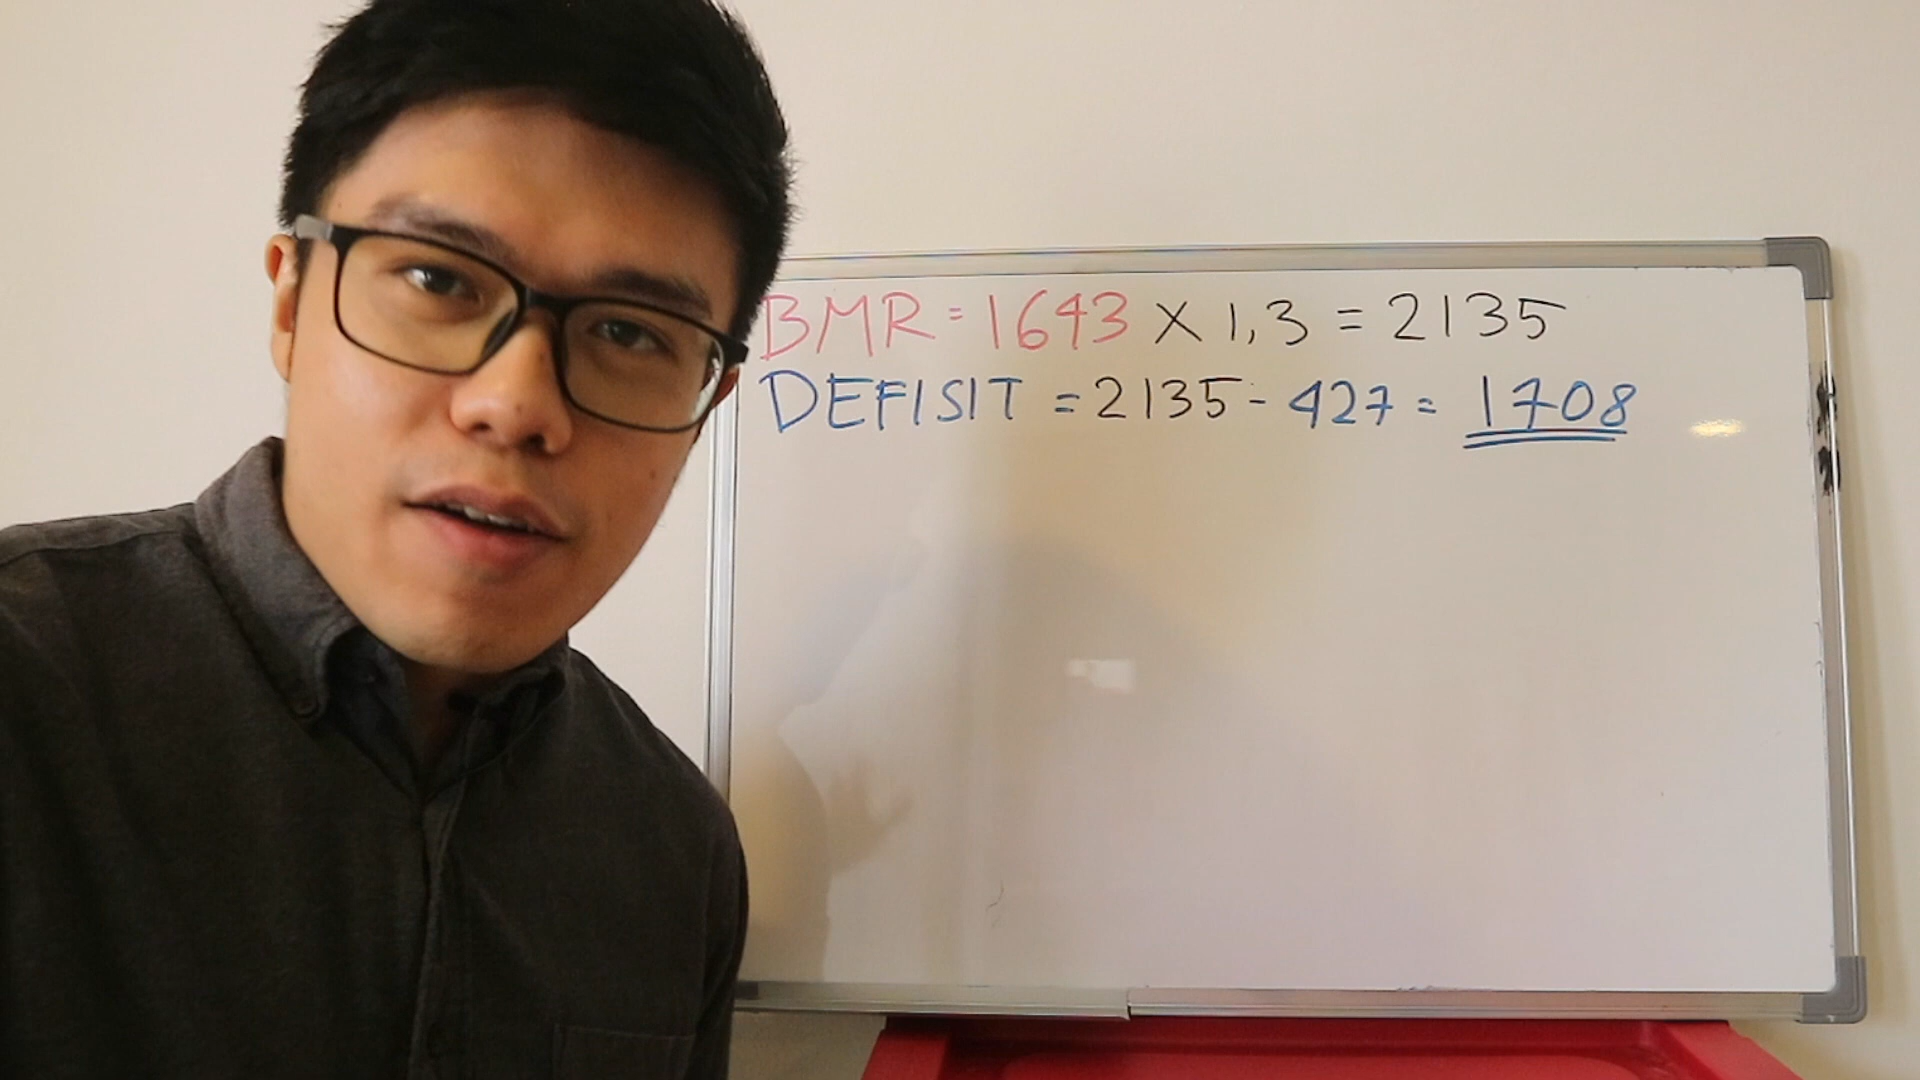 BMR = 1643 X 1,3 = 2135
DEFISIT = 2135 - 427 = 1708